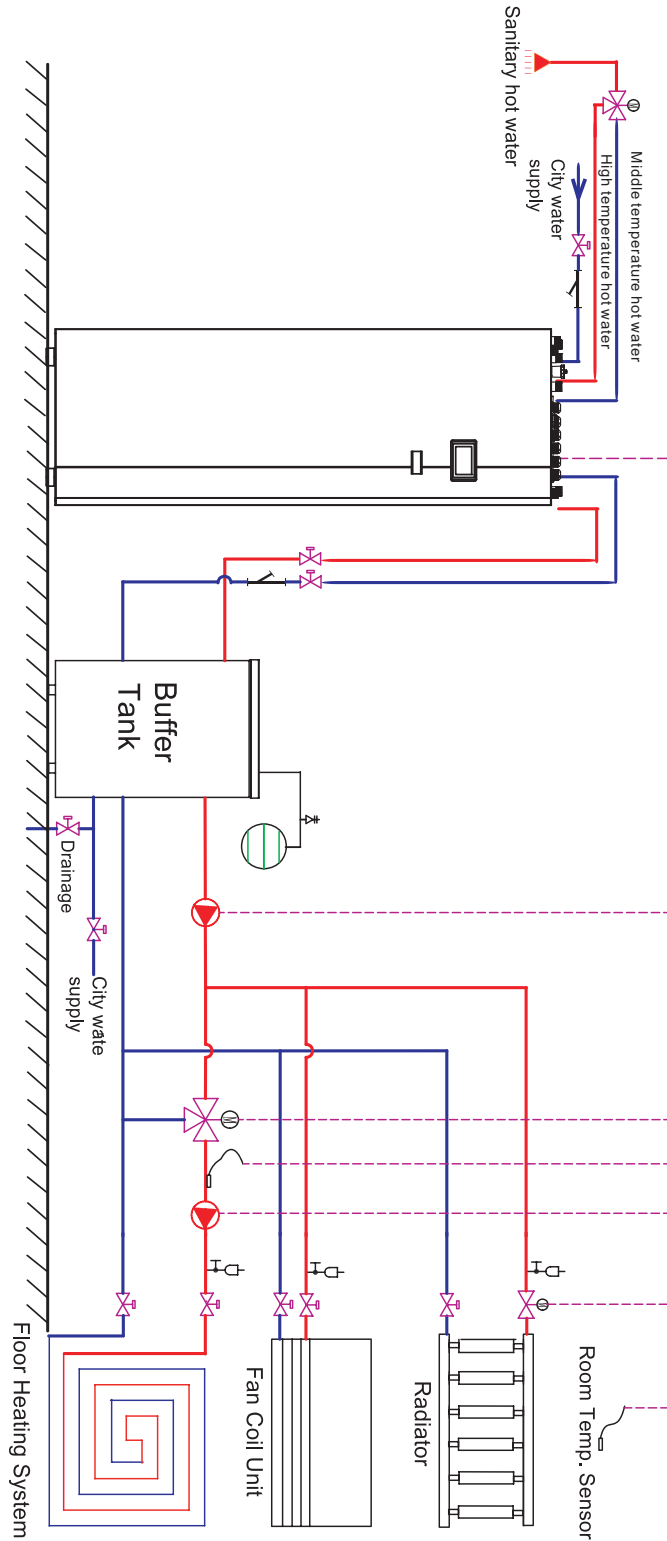 Sanitary hot water
City water
supply
High temperature hot water
Middle temperature hot water
Buffer
Tank
Drainage
City wate
supply
Floor Heating System
Fan Coil Unit
Radiator
Room Temp. Sensor
M
M
M